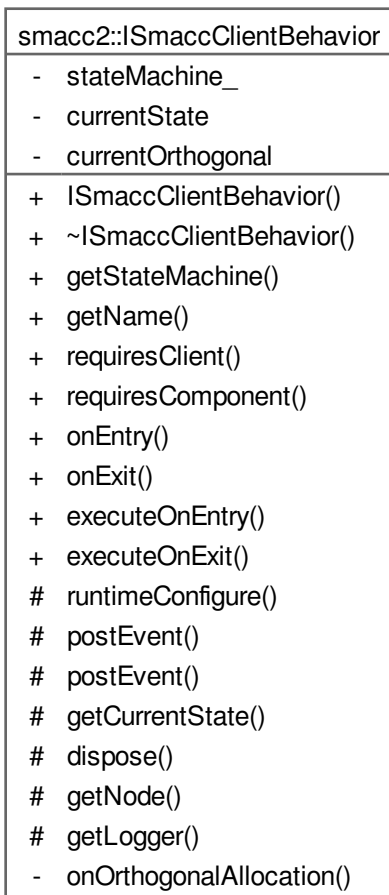 smacc2::ISmaccClientBehavior
- stateMachine_
- currentState
- currentOrthogonal
+ ISmaccClientBehavior()
+ ~ISmaccClientBehavior()
+ getStateMachine()
+ getName()
+ requiresClient()
+ requiresComponent()
+ onEntry()
+ onExit()
+ executeOnEntry()
+ executeOnExit()
# runtimeConfigure()
# postEvent()
# postEvent()
# getCurrentState()
# dispose()
# getNode()
# getLogger()
- onOrthogonalAllocation()